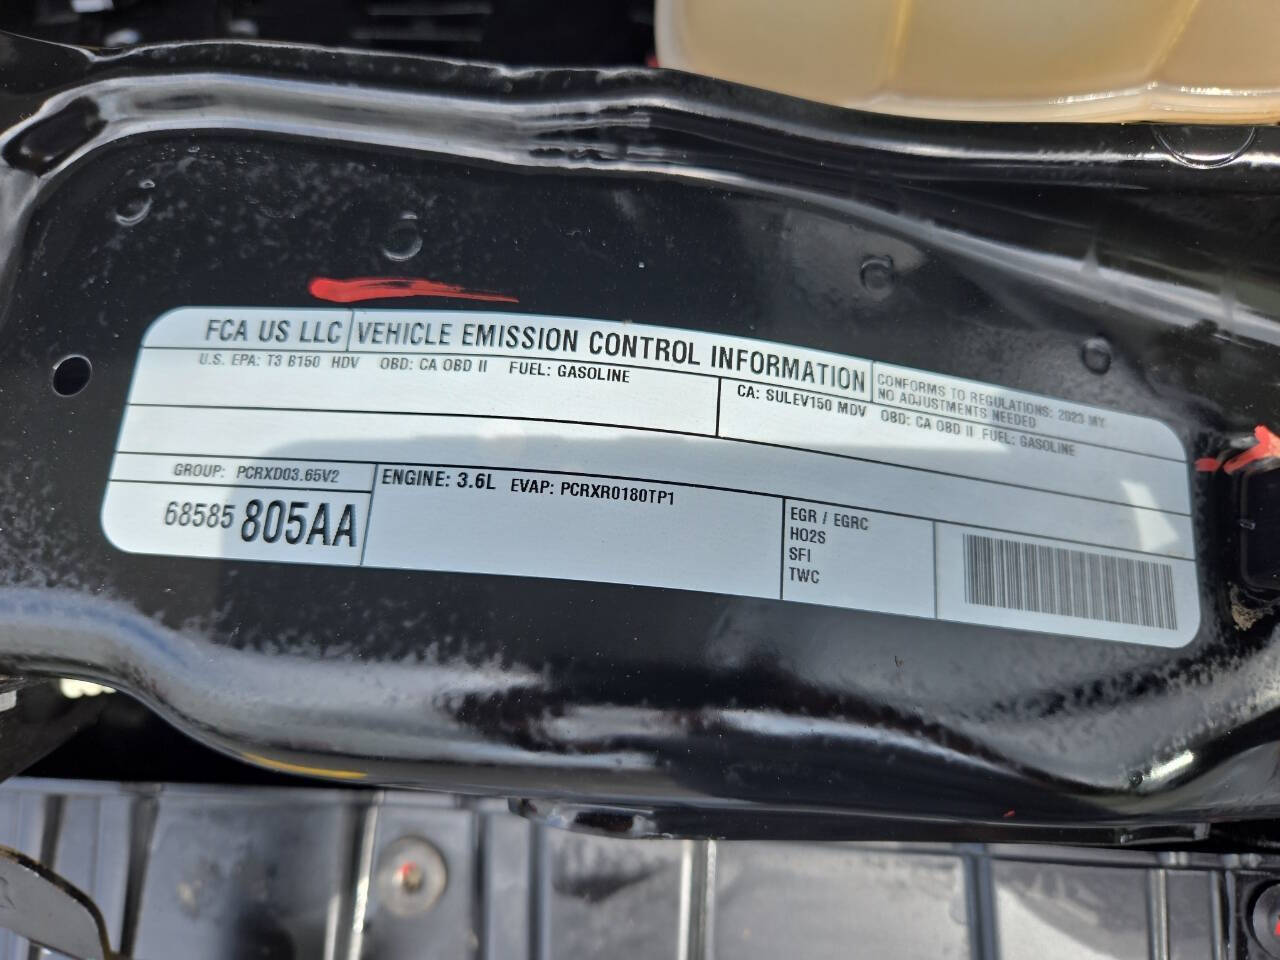 FCA US LLC VEHICLE EMISSION CONTROL INFORMATION
CONFORMS TO REGULATIONS: 2023 MY
NO ADJUSTMENTS NEEDED
U.S. EPA: T3 B150 HDV OBD: CA OBD II FUEL: GASOLINE
CA: SULEV150 MDV OBD: CA OBD II FUEL: GASOLINE
GROUP: PCRXD03.65V2
ENGINE: 3.6L EVAP: PCRXR0180TP1
68585 805AA
EGR / EGRC
HO2S
SFI
TWC